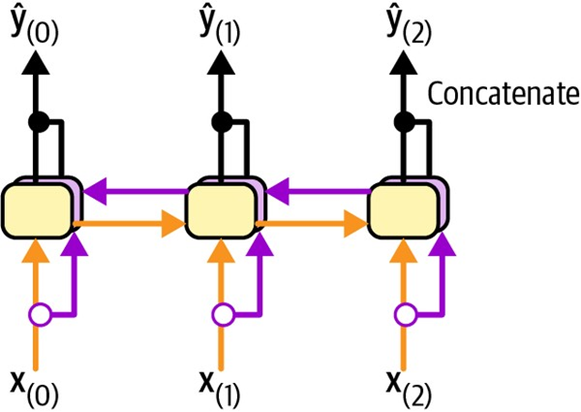 ŷ(0) ŷ(1) ŷ(2)
Concatenate
x(0) x(1) x(2)